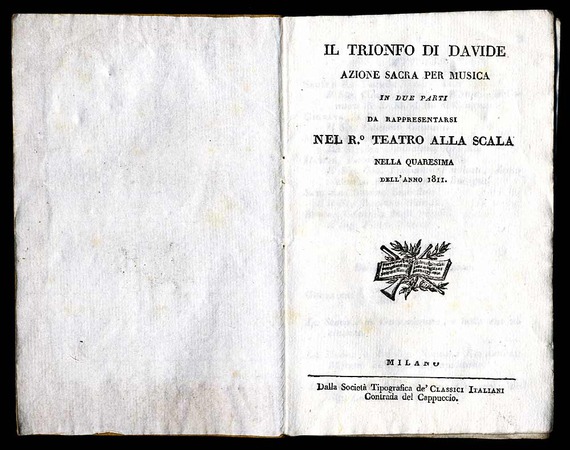 IL TRIONFO DI DAVIDE
AZIONE SACRA PER MUSICA
IN DUE PARTI
DA RAPPRESENTARSI
NEL R.º TEATRO ALLA SCALA
NELLA QUARESIMA
DELL'ANNO 1811.
MILANO
Dalla Società Tipografica de' CLASSICI ITALIANI
Contrada del Cappuccio.